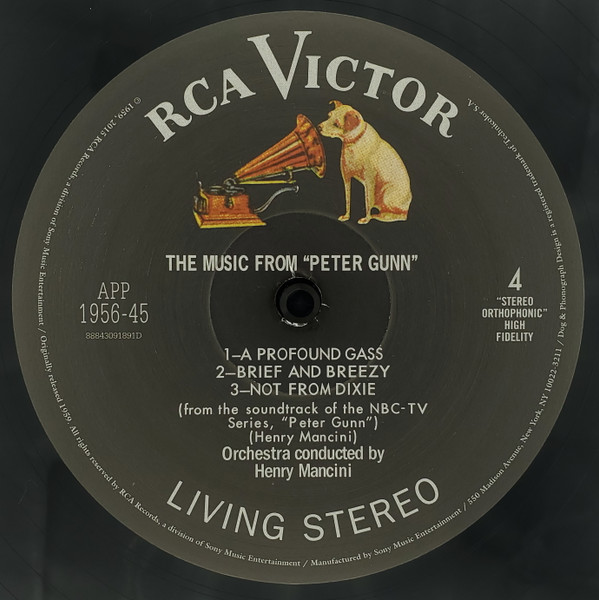 RCA VICTOR
THE MUSIC FROM "PETER GUNN"
APP
1956-45
88843091891D
4
"STEREO
ORTHOPHONIC"
HIGH
FIDELITY
1—A PROFOUND GASS
2—BRIEF AND BREEZY
3—NOT FROM DIXIE
(from the soundtrack of the NBC-TV
Series, "Peter Gunn")
(Henry Mancini)
Orchestra conducted by
Henry Mancini
LIVING STEREO
© 1959, 2015 RCA Records, a division of Sony Music Entertainment / Originally released 1959. All rights reserved by RCA Records, a division of Sony Music Entertainment / Manufactured by Sony Music Entertainment / 550 Madison Avenue, New York, NY 10022-3211 / Dog & Phonograph Design is a registered trademark of Technicolor S.A.